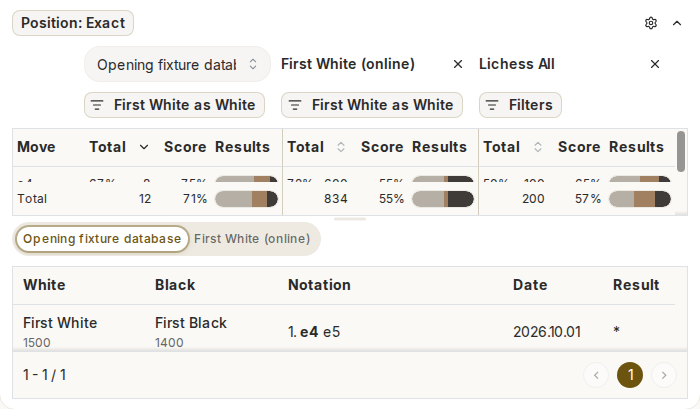 Position: Exact
Opening fixture datab First White (online) Lichess All
First White as White First White as White Filters
Move Total Score Results Total Score Results Total Score Results
Total 12 71% 834 55% 200 57%
Opening fixture database First White (online)
White Black Notation Date Result
First White First Black 1. e4 e5 2026.10.01 *
1500 1400
1 - 1 / 1 1